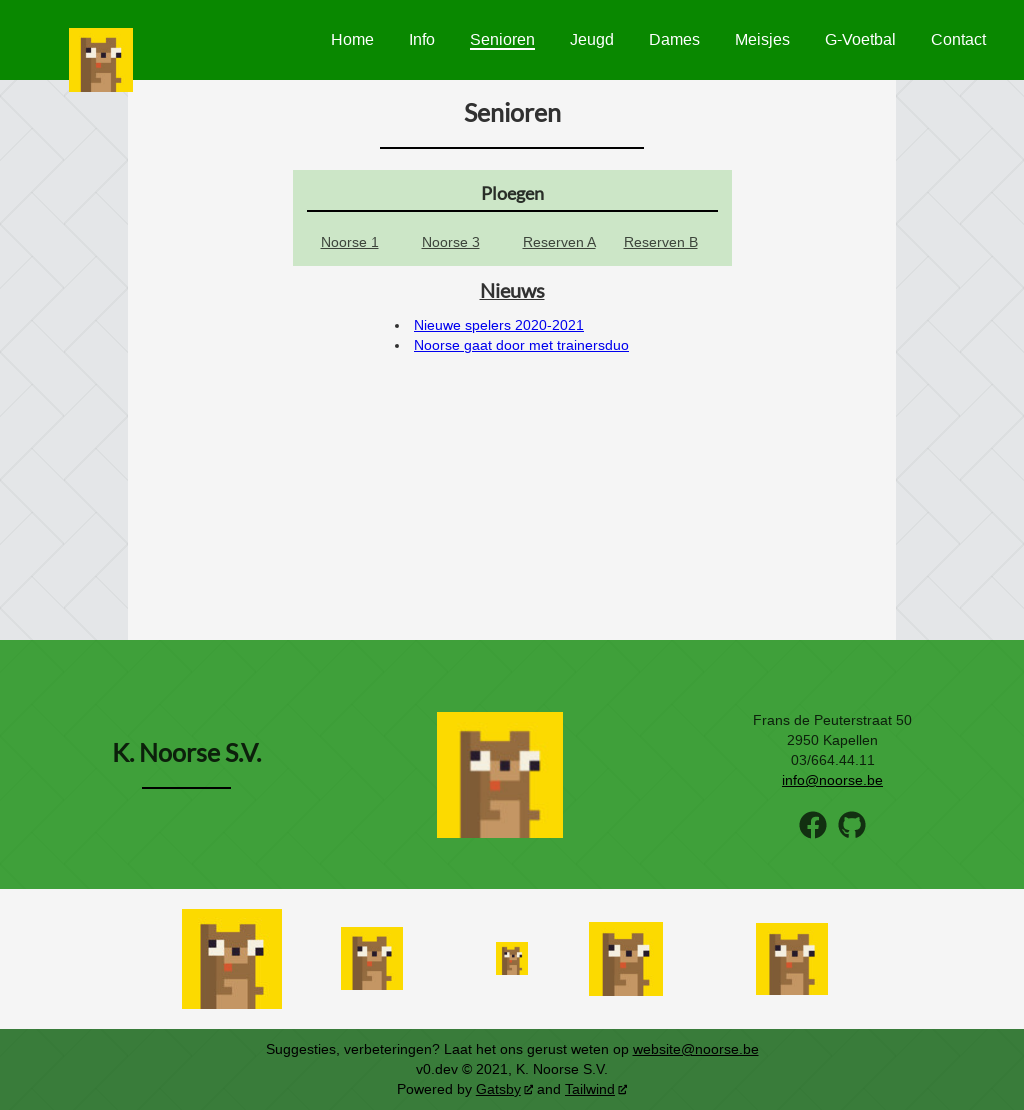 Home Info Senioren Jeugd Dames Meisjes G-Voetbal Contact
Senioren
Ploegen
Noorse 1 Noorse 3 Reserven A Reserven B
Nieuws
Nieuwe spelers 2020-2021
Noorse gaat door met trainersduo
K. Noorse S.V.
Frans de Peuterstraat 50
2950 Kapellen
03/664.44.11
info@noorse.be
Suggesties, verbeteringen? Laat het ons gerust weten op website@noorse.be
v0.dev © 2021, K. Noorse S.V.
Powered by Gatsby and Tailwind